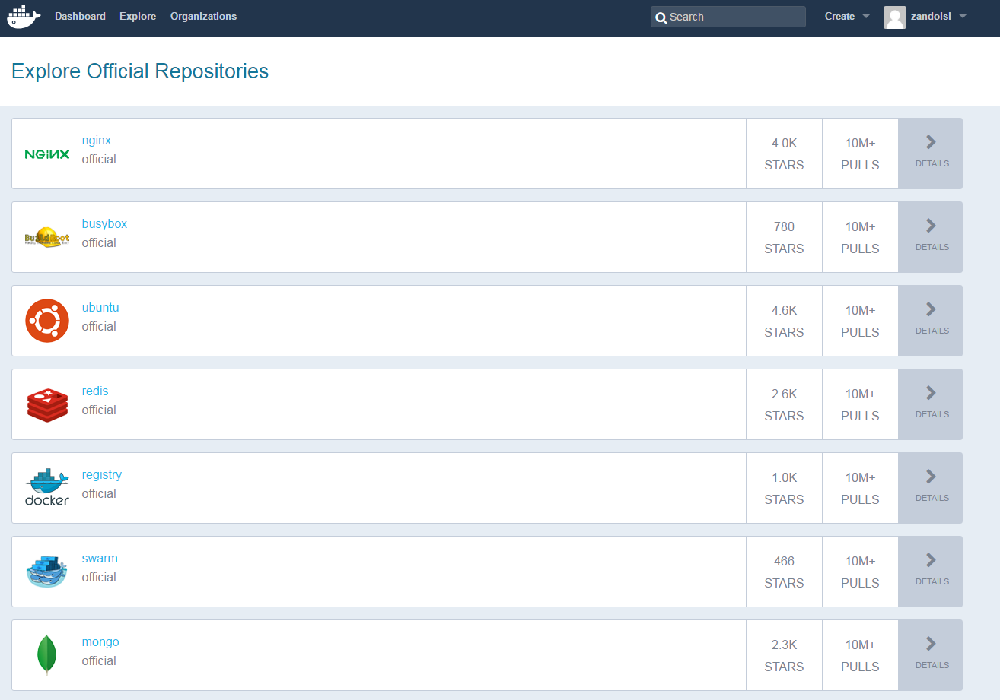 Dashboard Explore Organizations Search Create zandolsi
Explore Official Repositories
NGiNX
nginx
official
4.0K
STARS
10M+
PULLS
DETAILS
BuildRoot
busybox
official
780
STARS
10M+
PULLS
DETAILS
ubuntu
official
4.6K
STARS
10M+
PULLS
DETAILS
redis
official
2.6K
STARS
10M+
PULLS
DETAILS
docker
registry
official
1.0K
STARS
10M+
PULLS
DETAILS
swarm
official
466
STARS
10M+
PULLS
DETAILS
mongo
official
2.3K
STARS
10M+
PULLS
DETAILS